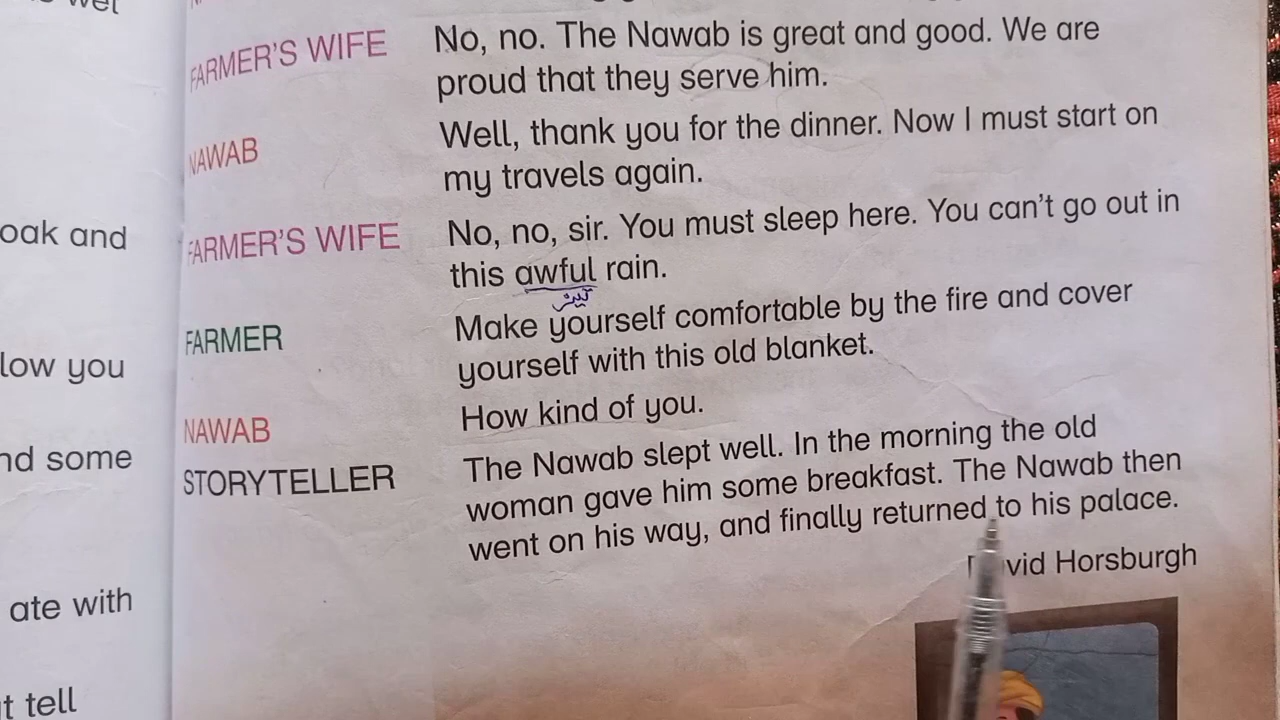 FARMER'S WIFE No, no. The Nawab is great and good. We are
proud that they serve him.
NAWAB Well, thank you for the dinner. Now I must start on
my travels again.
oak and
FARMER'S WIFE No, no, sir. You must sleep here. You can't go out in
this awful rain.
low you
FARMER Make yourself comfortable by the fire and cover
yourself with this old blanket.
NAWAB How kind of you.
nd some
STORYTELLER The Nawab slept well. In the morning the old
woman gave him some breakfast. The Nawab then
went on his way, and finally returned to his palace.
Horsburgh
ate with
t tell